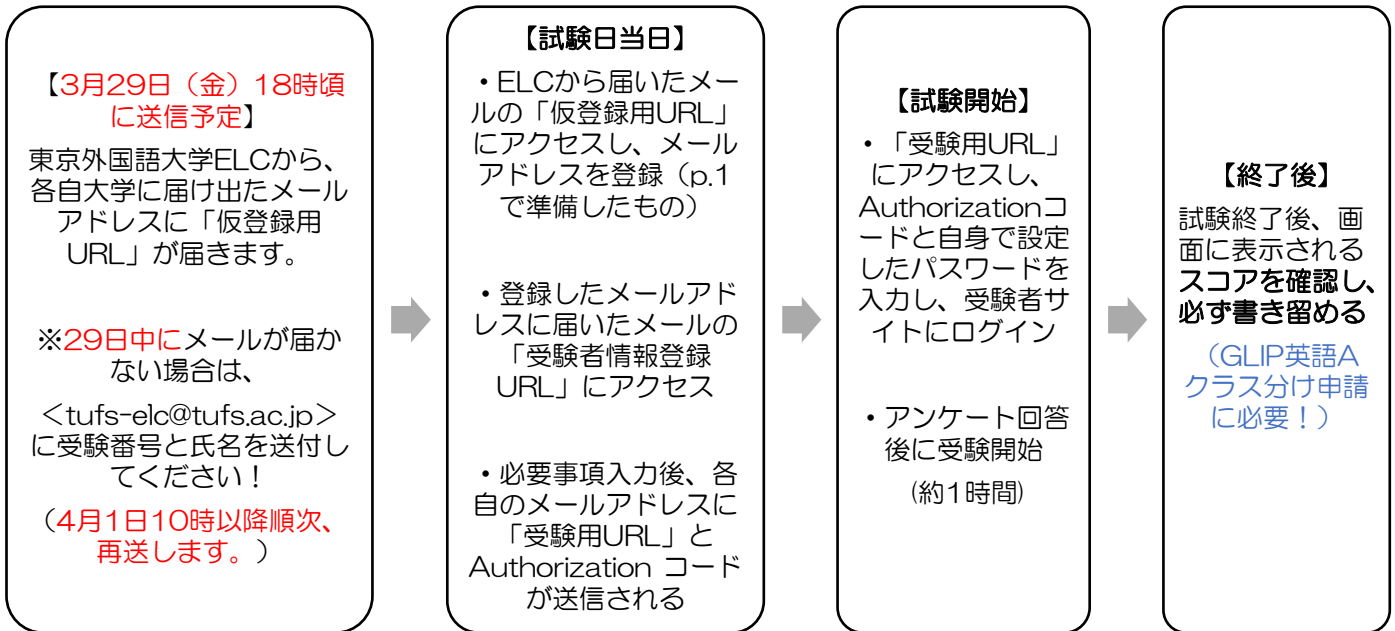 【3月29日（金）18時頃
に送信予定】
東京外国語大学ELCから、
各自大学に届け出たメール
アドレスに「仮登録用
URL」が届きます。
※29日中にメールが届か
ない場合は、
＜tufs-elc@tufs.ac.jp＞
に受験番号と氏名を送付し
てください！
（4月1日10時以降順次、
再送します。）
【試験日当日】
・ELCから届いたメー
ルの「仮登録用URL」
にアクセスし、メール
アドレスを登録（p.1
で準備したもの）
・登録したメールアド
レスに届いたメールの
「受験者情報登録
URL」にアクセス
・必要事項入力後、各
自のメールアドレスに
「受験用URL」と
Authorization コード
が送信される
【試験開始】
・「受験用URL」
にアクセスし、
Authorizationコ
ードと自身で設定
したパスワードを
入力し、受験者サ
イトにログイン
・アンケート回答
後に受験開始
(約1時間)
【終了後】
試験終了後、画
面に表示される
スコアを確認し、
必ず書き留める
（GLIP英語A
クラス分け申請
に必要！）